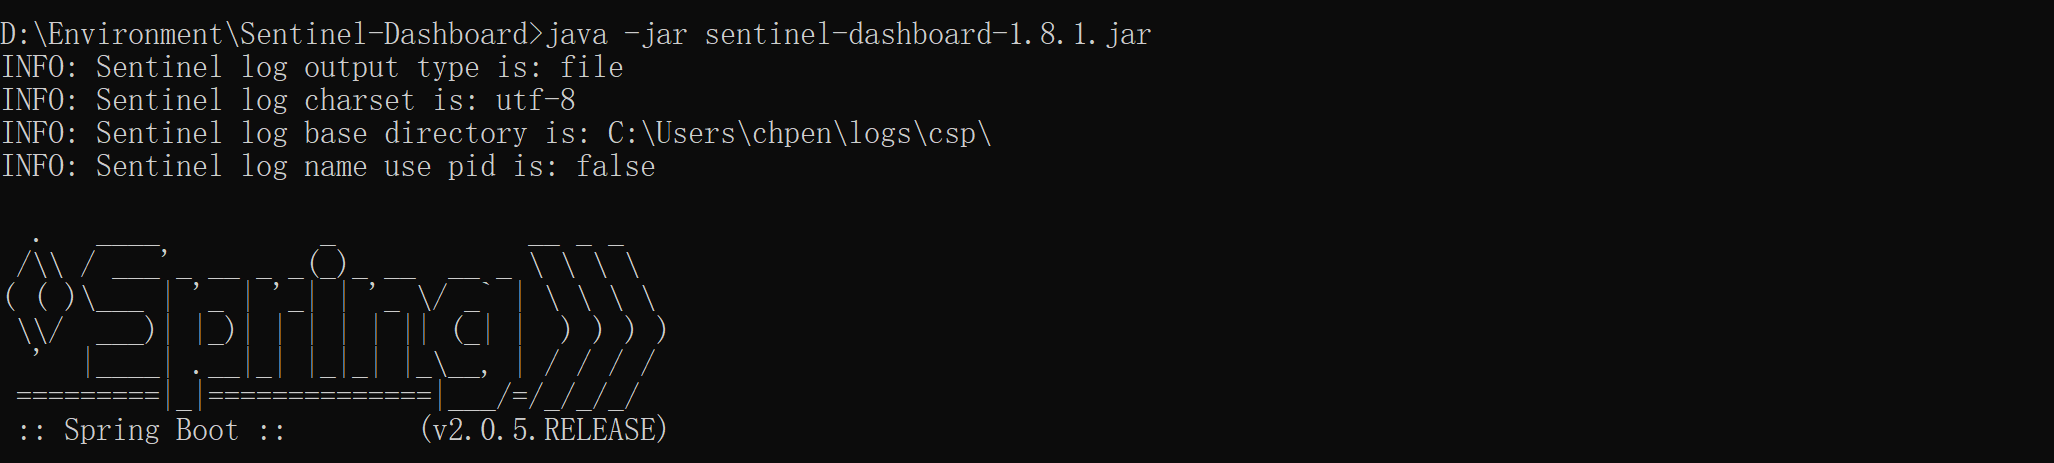 D:\Environment\Sentinel-Dashboard>java -jar sentinel-dashboard-1.8.1.jar
INFO: Sentinel log output type is: file
INFO: Sentinel log charset is: utf-8
INFO: Sentinel log base directory is: C:\Users\chpen\logs\csp\
INFO: Sentinel log name use pid is: false

  .   ____          _            __ _ _
 /\\ / ___'_ __ _ _(_)_ __  __ _ \ \ \ \
( ( )\___ | '_ | '_| | '_ \/ _` | \ \ \ \
 \\/  ___)| |_)| | | | | || (_| |  ) ) ) )
  '  |____| .__|_| |_|_| |_\__, | / / / /
 =========|_|==============|___/=/_/_/_/
 :: Spring Boot ::        (v2.0.5.RELEASE)